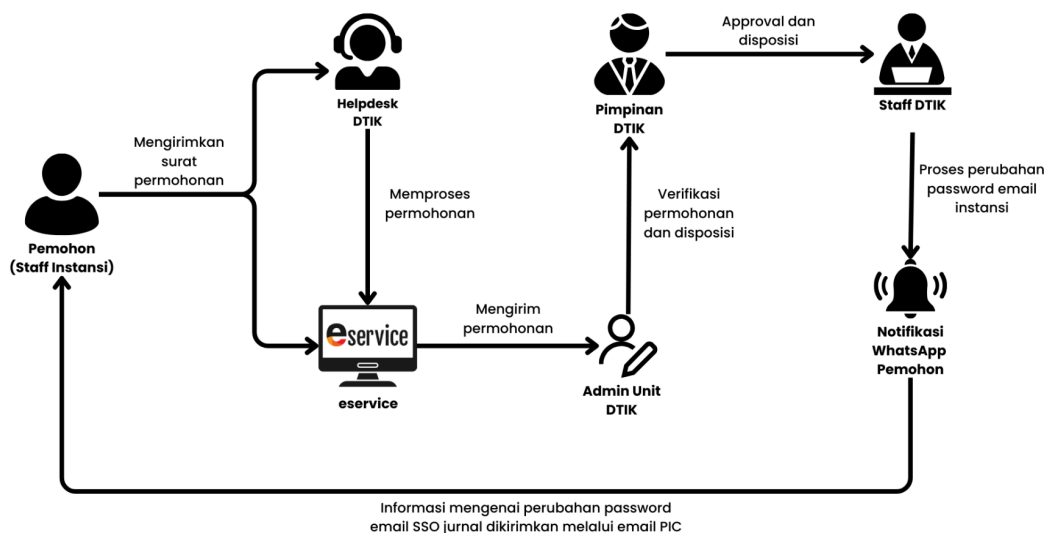 Approval dan
disposisi
Helpdesk
DTIK
Pimpinan
DTIK
Staff DTIK
Mengirimkan
surat
permohonan
Memproses
permohonan
Verifikasi
permohonan
dan disposisi
Proses perubahan
password email
instansi
Pemohon
(Staff Instansi)
eservice
Mengirim
permohonan
eservice
Admin Unit
DTIK
Notifikasi
WhatsApp
Pemohon
Informasi mengenai perubahan password
email SSO jurnal dikirimkan melalui email PIC